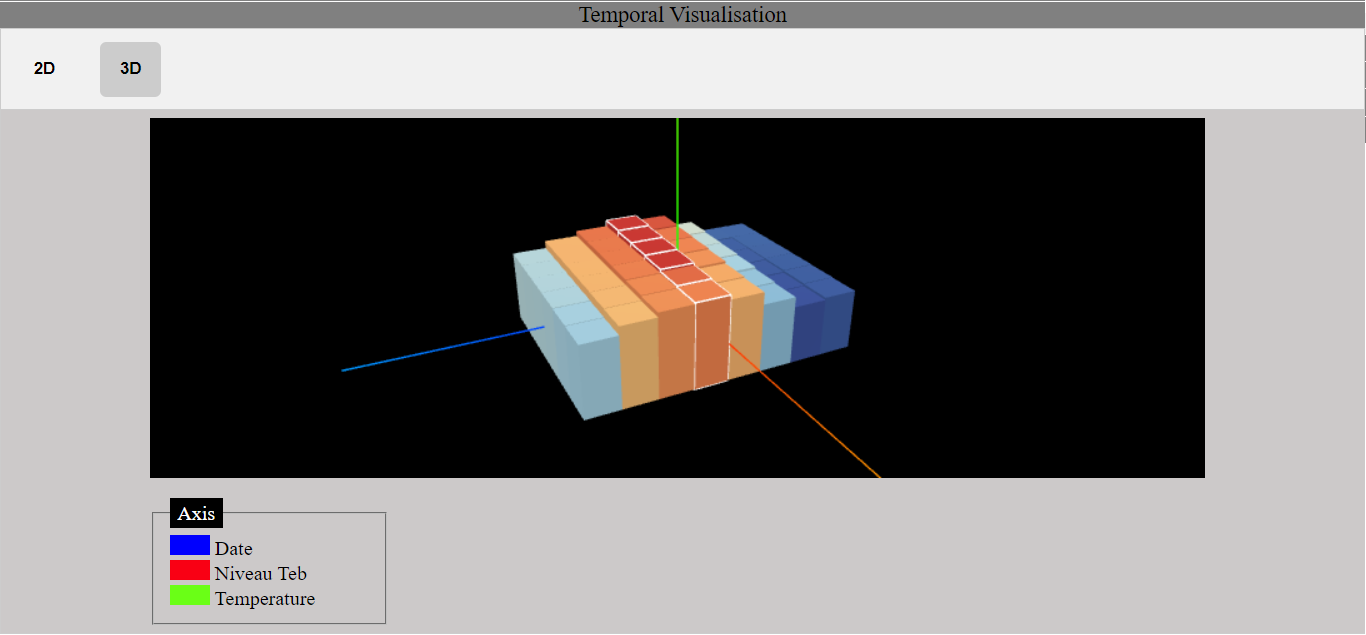 Temporal Visualisation
2D
3D
Axis
Date
Niveau Teb
Temperature